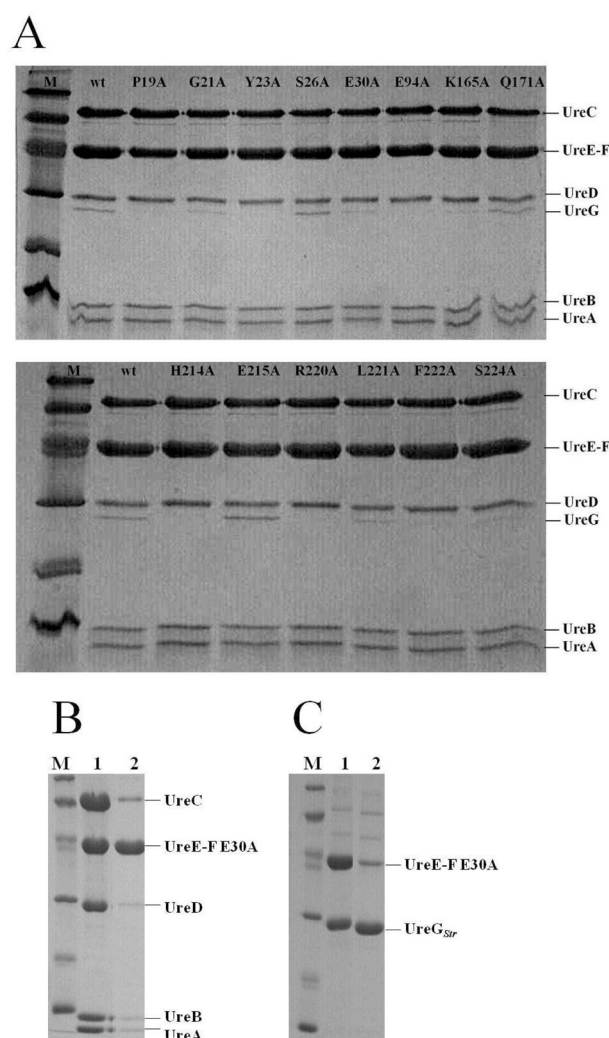 A
M wt P19A G21A Y23A S26A E30A E94A K165A Q171A
UreC
UreE-F
UreD
UreG
UreB
UreA
M wt H214A E215A R220A L221A F222A S224A
UreC
UreE-F
UreD
UreG
UreB
UreA
B
M 1 2
UreC
UreE-F E30A
UreD
UreB
UreA
C
M 1 2
UreE-F E30A
UreG Str